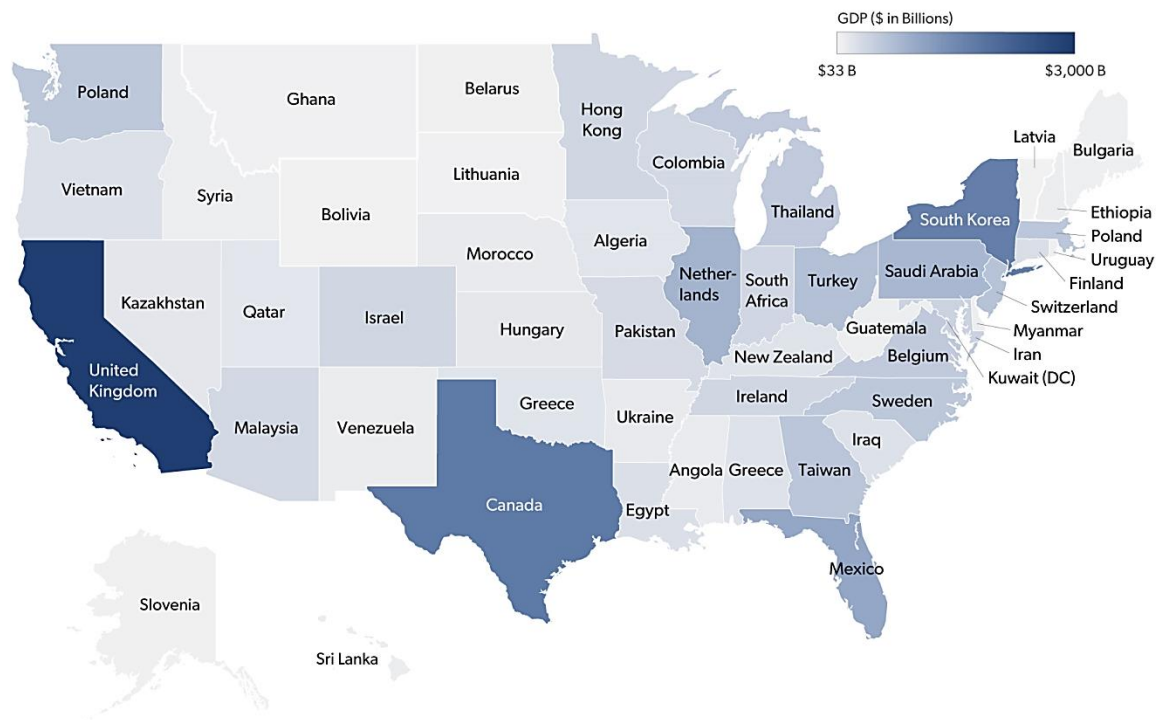 GDP ($ in Billions)
$33 B
$3,000 B
Poland
Ghana
Belarus
Hong
Kong
Latvia
Bulgaria
Colombia
Lithuania
Vietnam
Syria
Bolivia
Thailand
South Korea
Ethiopia
Poland
Uruguay
Finland
Switzerland
Myanmar
Iran
Kuwait (DC)
Algeria
Morocco
Kazakhstan
Qatar
Israel
Nether-
lands
South
Africa
Turkey
Saudi Arabia
Hungary
Pakistan
Guatemala
New Zealand
Belgium
United
Kingdom
Ireland
Sweden
Greece
Ukraine
Malaysia
Venezuela
Iraq
Angola
Greece
Taiwan
Canada
Egypt
Mexico
Slovenia
Sri Lanka